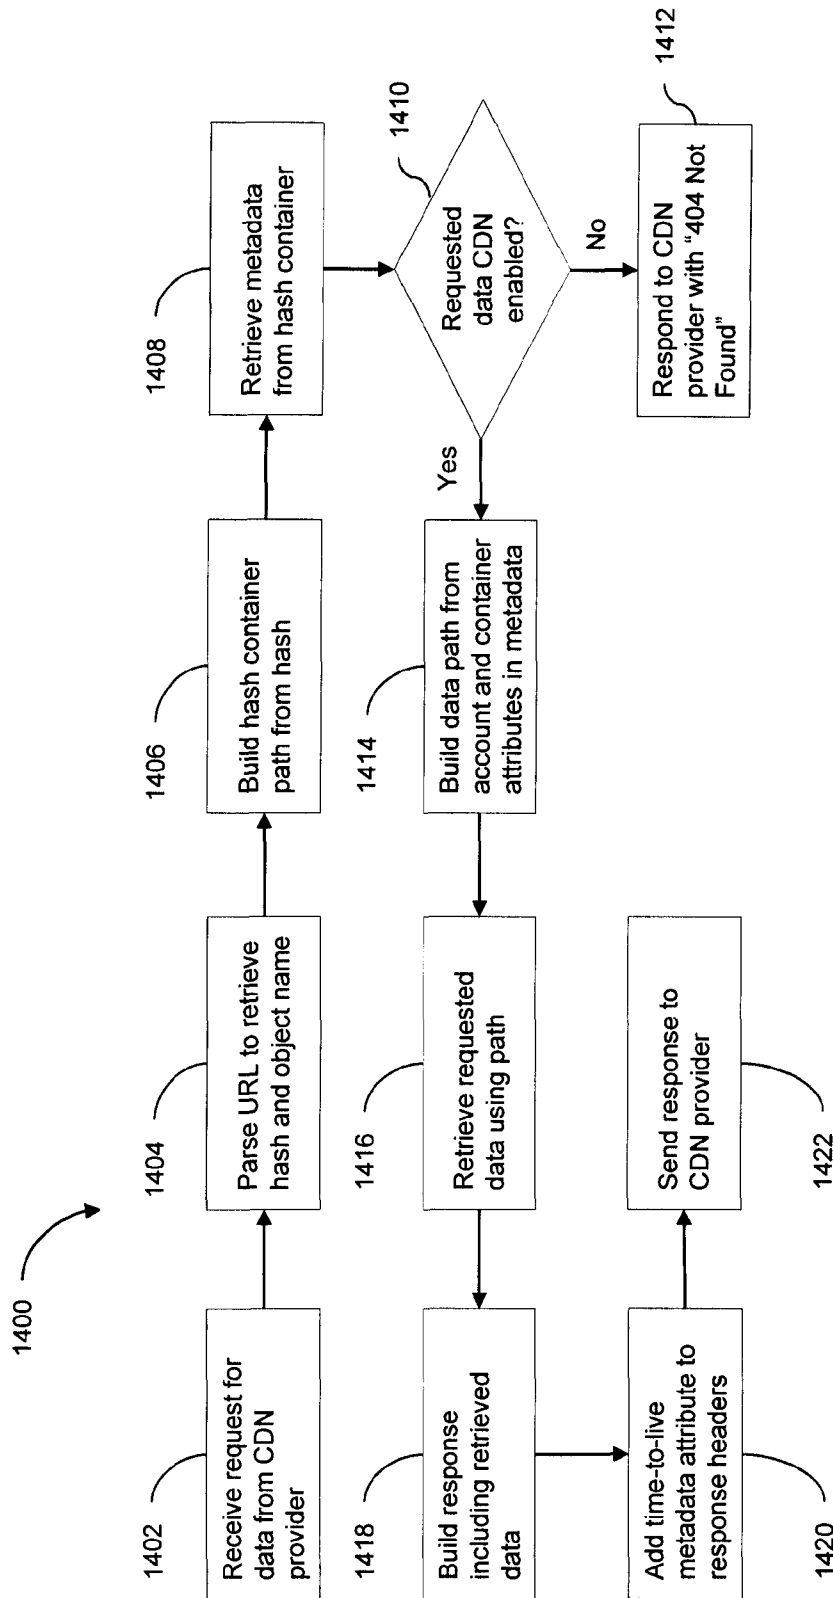 1400
1402
Receive request for
data from CDN
provider
1404
Parse URL to retrieve
hash and object name
1406
Build hash container
path from hash
1408
Retrieve metadata
from hash container
1410
Requested
data CDN
enabled?
No
1412
Respond to CDN
provider with “404 Not
Found”
Yes
1414
Build data path from
account and container
attributes in metadata
1416
Retrieve requested
data using path
1418
Build response
including retrieved
data
1420
Add time-to-live
metadata attribute to
response headers
1422
Send response to
CDN provider